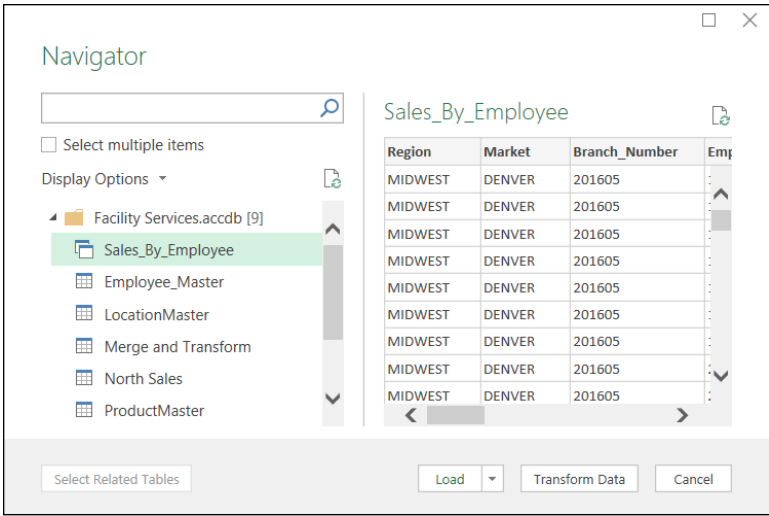 Navigator
Select multiple items
Display Options
Facility Services.accdb [9]
Sales_By_Employee
Employee_Master
LocationMaster
Merge and Transform
North Sales
ProductMaster
Sales_By_Employee
Region Market Branch_Number Emp
MIDWEST DENVER 201605
MIDWEST DENVER 201605
MIDWEST DENVER 201605
MIDWEST DENVER 201605
MIDWEST DENVER 201605
MIDWEST DENVER 201605
MIDWEST DENVER 201605
MIDWEST DENVER 201605
MIDWEST DENVER 201605
Select Related Tables
Load
Transform Data
Cancel